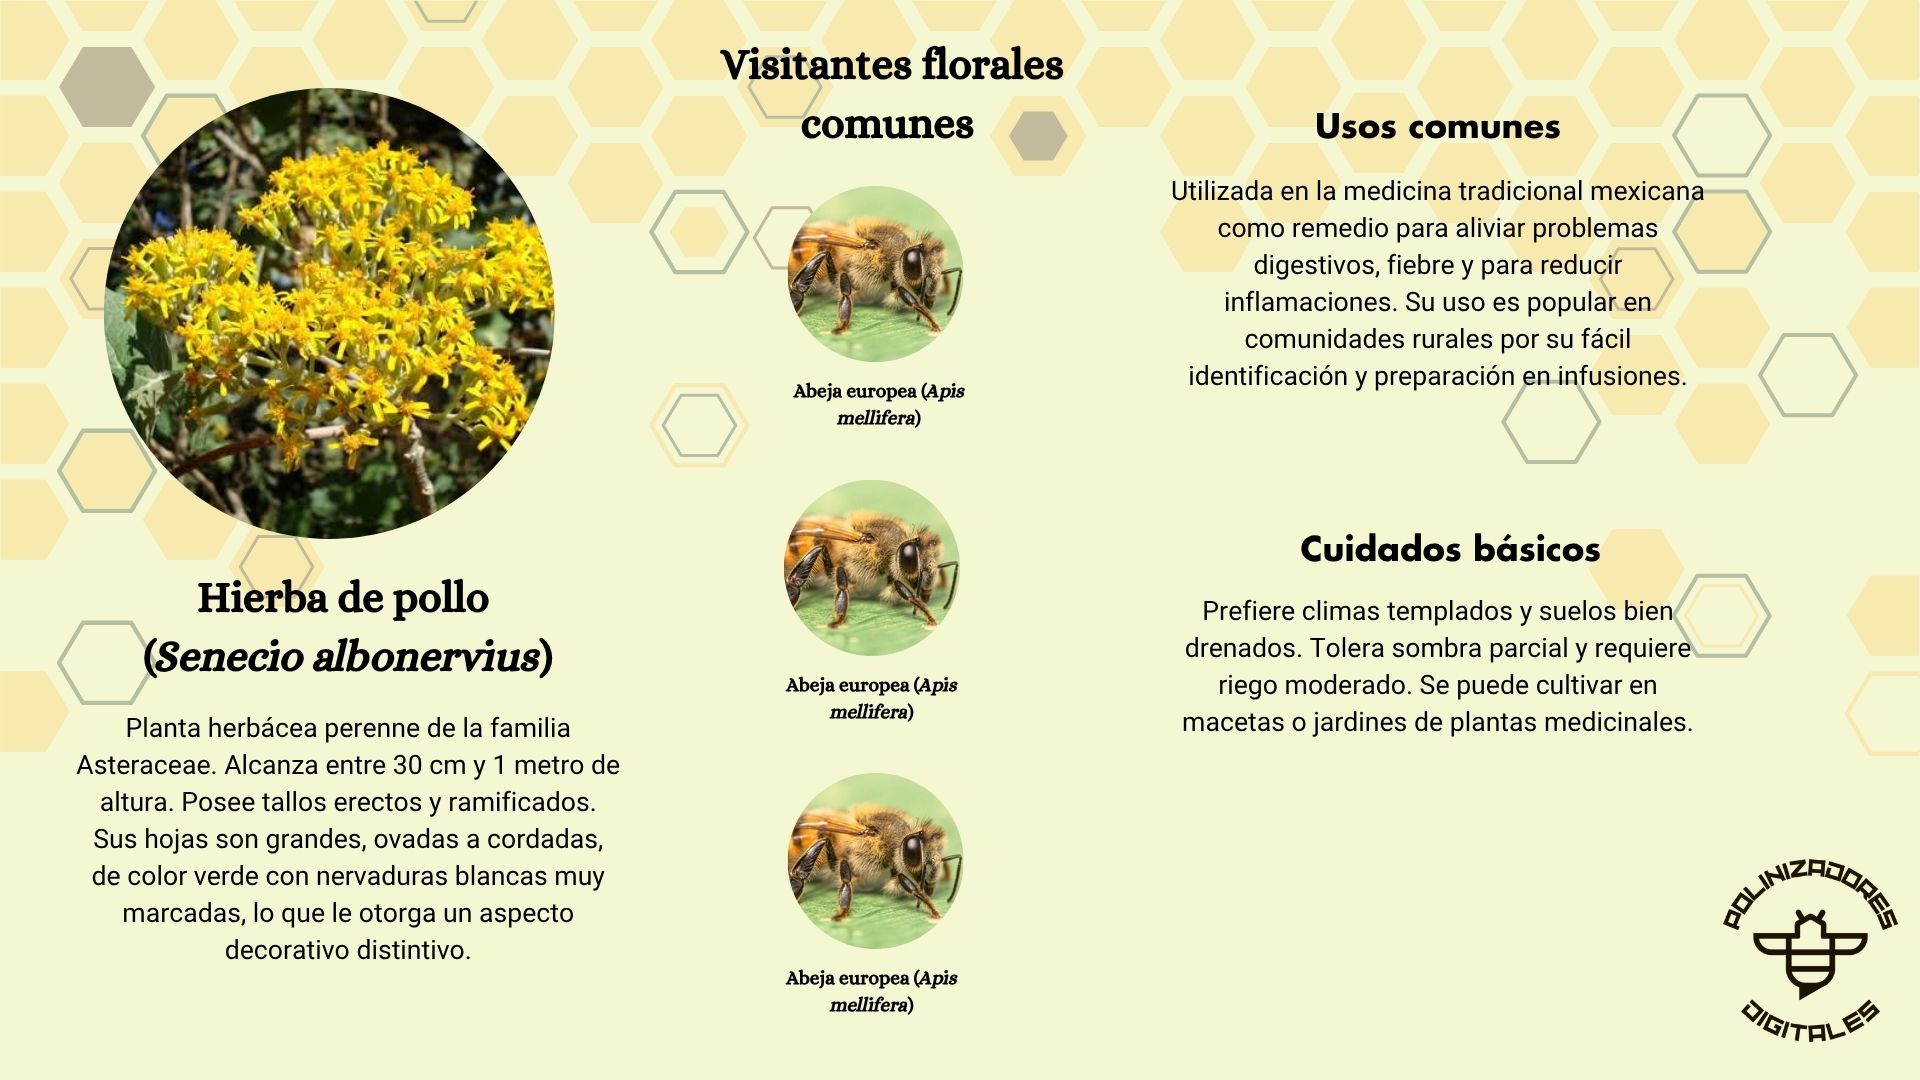 Visitantes florales
comunes
Abeja europea (Apis
mellifera)
Abeja europea (Apis
mellifera)
Abeja europea (Apis
mellifera)
Hierba de pollo
(Senecio albonervius)
Planta herbácea perenne de la familia
Asteraceae. Alcanza entre 30 cm y 1 metro de
altura. Posee tallos erectos y ramificados.
Sus hojas son grandes, ovadas a cordadas,
de color verde con nervaduras blancas muy
marcadas, lo que le otorga un aspecto
decorativo distintivo.
Usos comunes
Utilizada en la medicina tradicional mexicana
como remedio para aliviar problemas
digestivos, fiebre y para reducir
inflamaciones. Su uso es popular en
comunidades rurales por su fácil
identificación y preparación en infusiones.
Cuidados básicos
Prefiere climas templados y suelos bien
drenados. Tolera sombra parcial y requiere
riego moderado. Se puede cultivar en
macetas o jardines de plantas medicinales.
POLINIZADORES
DIGITALES